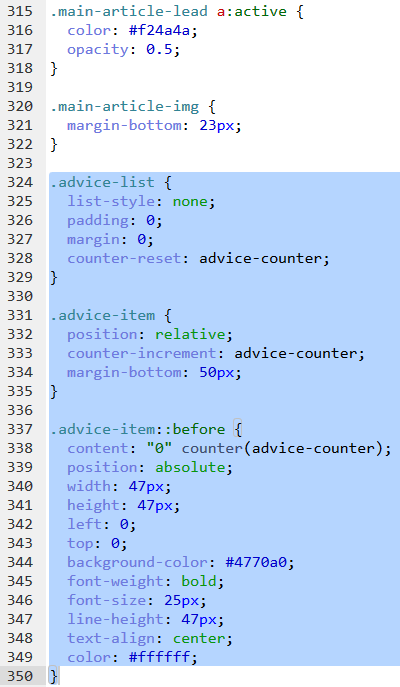 315 .main-article-lead a:active {
316   color: #f24a4a;
317   opacity: 0.5;
318 }
319
320 .main-article-img {
321   margin-bottom: 23px;
322 }
323
324 .advice-list {
325   list-style: none;
326   padding: 0;
327   margin: 0;
328   counter-reset: advice-counter;
329 }
330
331 .advice-item {
332   position: relative;
333   counter-increment: advice-counter;
334   margin-bottom: 50px;
335 }
336
337 .advice-item::before {
338   content: "0" counter(advice-counter);
339   position: absolute;
340   width: 47px;
341   height: 47px;
342   left: 0;
343   top: 0;
344   background-color: #4770a0;
345   font-weight: bold;
346   font-size: 25px;
347   line-height: 47px;
348   text-align: center;
349   color: #ffffff;
350 }